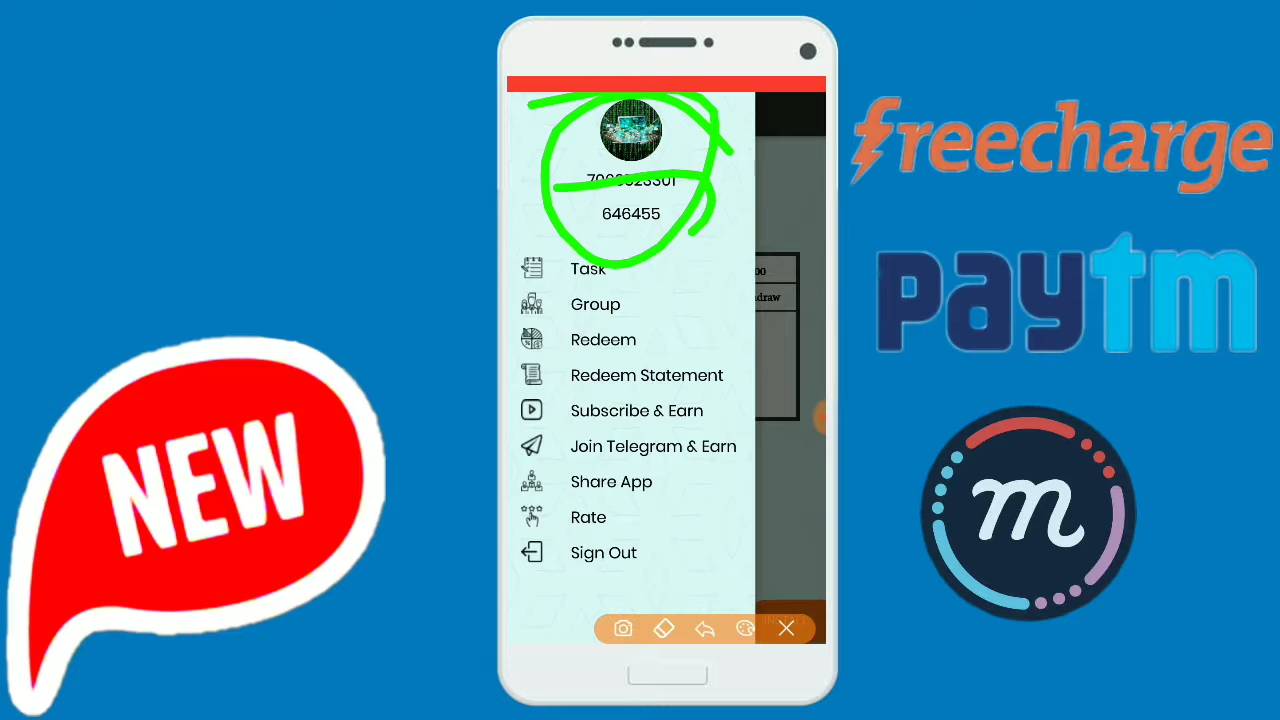 NEW
646455
Task
Group
Redeem
Redeem Statement
Subscribe & Earn
Join Telegram & Earn
Share App
Rate
Sign Out
freecharge
paytm
m